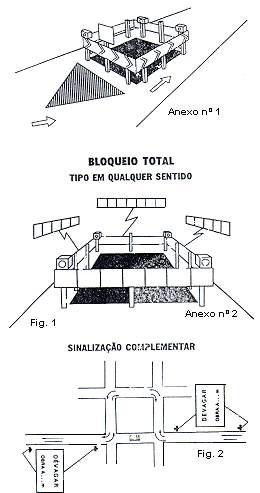 Anexo nº 1
BLOQUEIO TOTAL
TIPO EM QUALQUER SENTIDO
Fig. 1
Anexo nº 2
SINALIZAÇÃO COMPLEMENTAR
DEVAGAR
OBRA A...m
Fig. 2
DEVAGAR
OBRA A...m